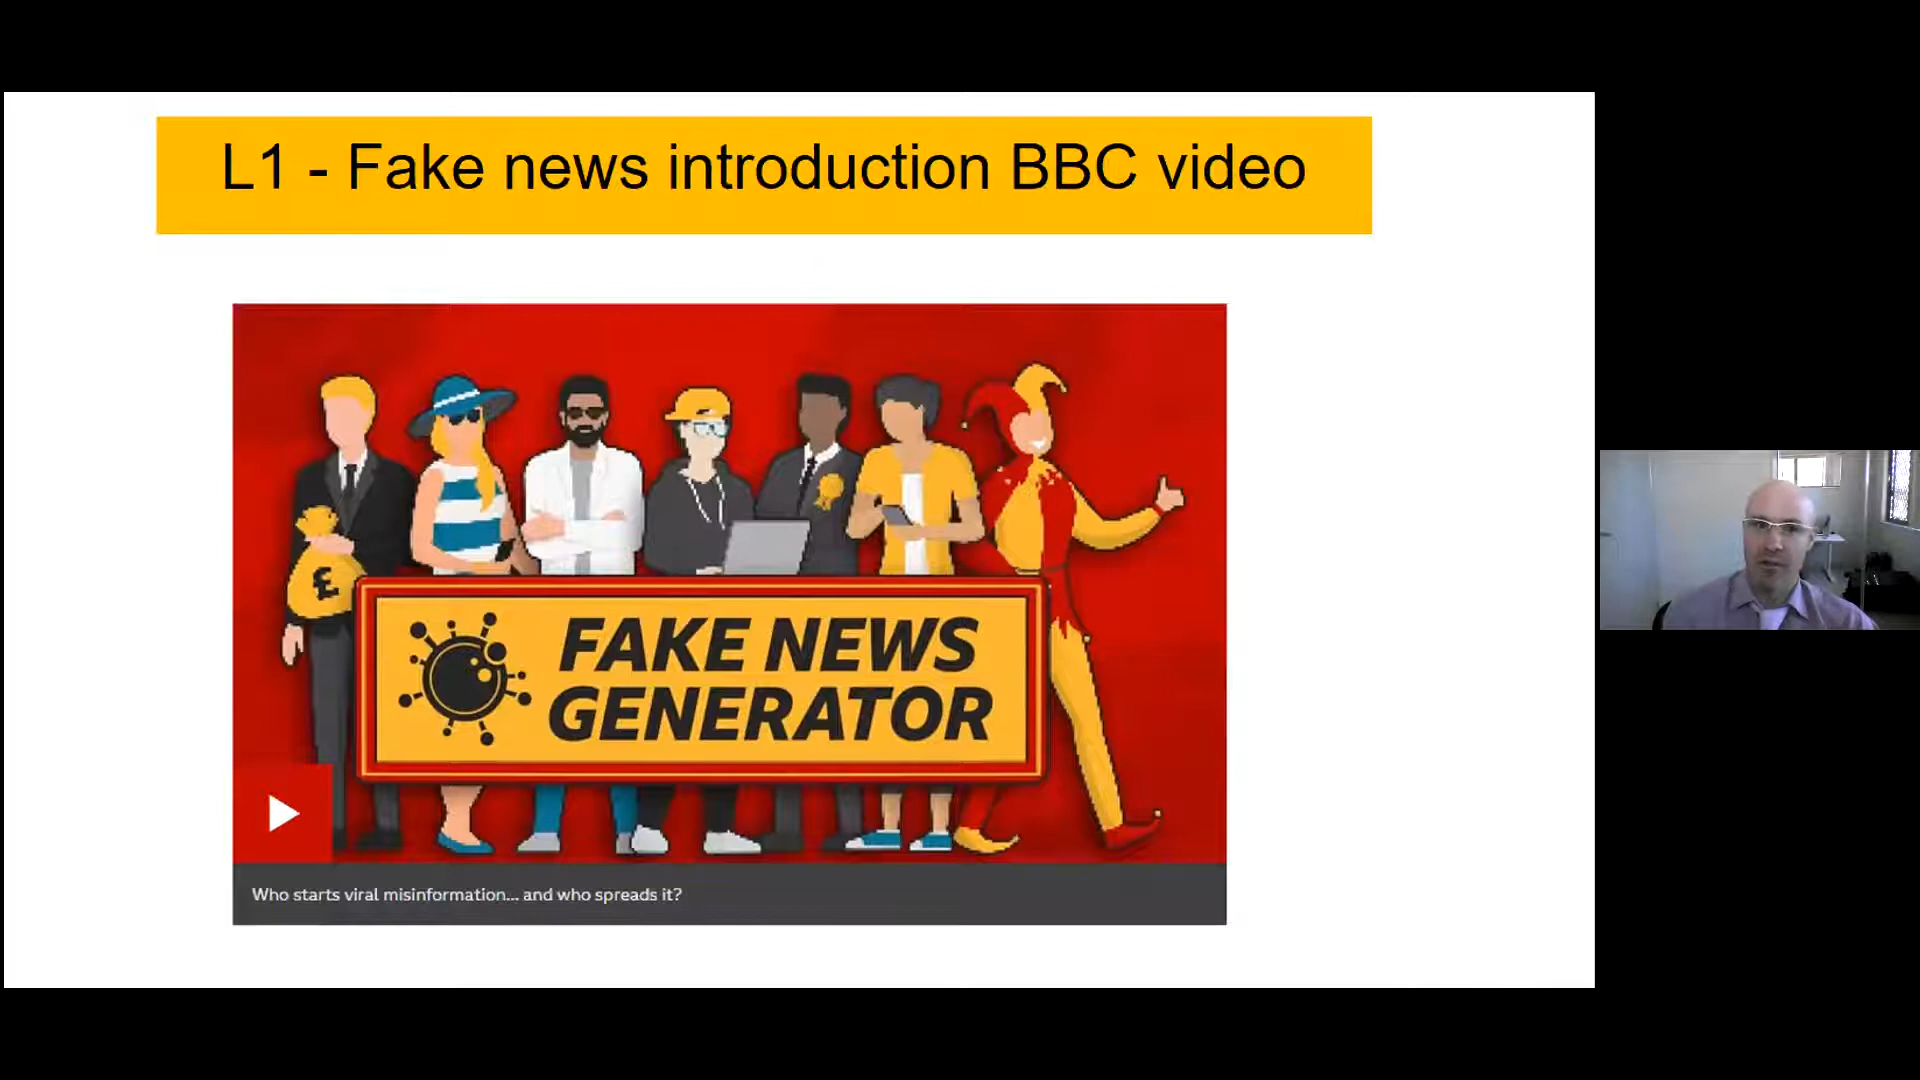 L1 - Fake news introduction BBC video
£
FAKE NEWS
GENERATOR
Who starts viral misinformation... and who spreads it?